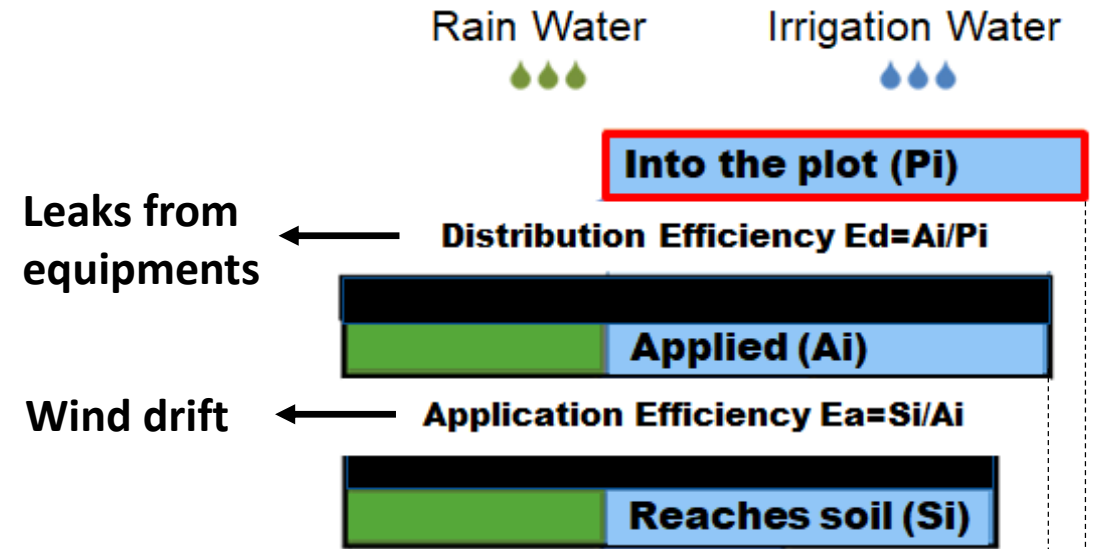 Rain Water
Irrigation Water
Into the plot (Pi)
Leaks from
equipments
Distribution Efficiency Ed=Ai/Pi
Applied (Ai)
Wind drift
Application Efficiency Ea=Si/Ai
Reaches soil (Si)